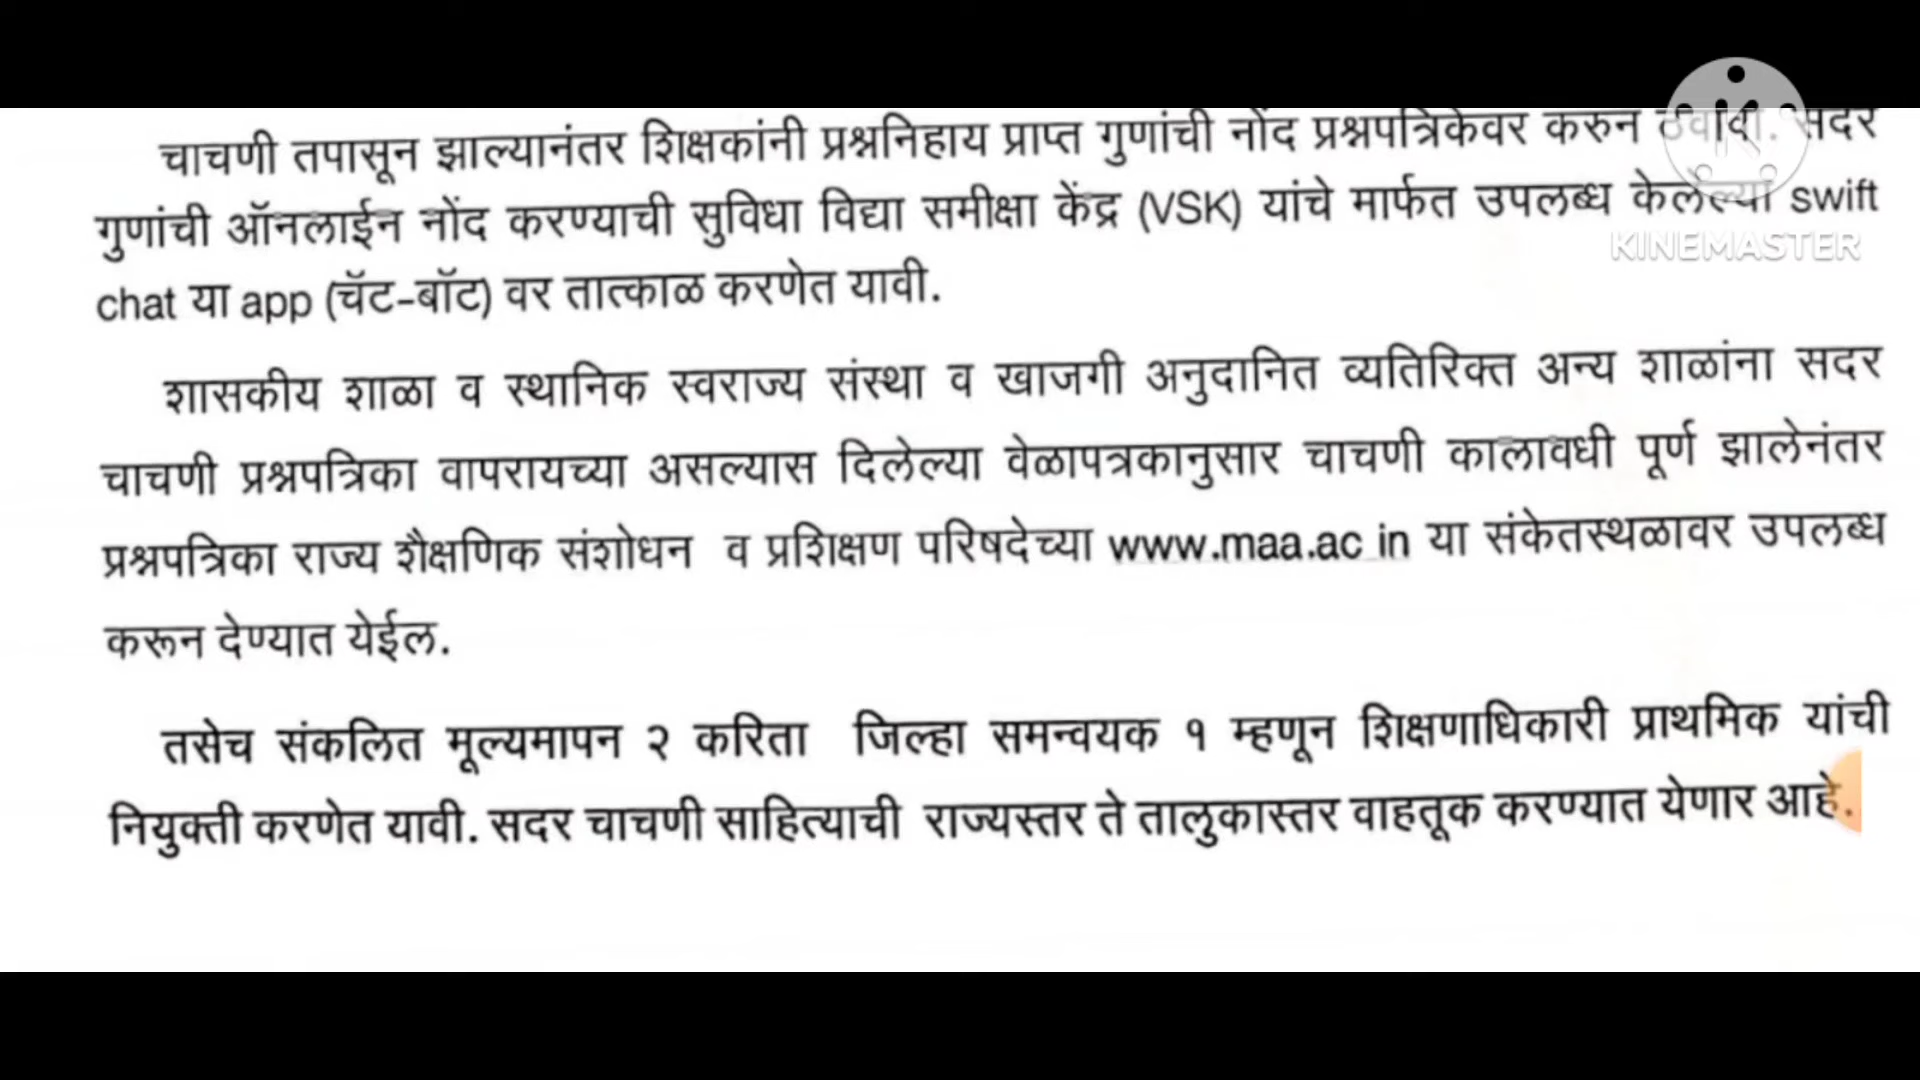 चाचणी तपासून झाल्यानंतर शिक्षकांनी प्रश्ननिहाय प्राप्त गुणांची नोंद प्रश्नपत्रिकेवर करुन ठेवावी. सदर
गुणांची ऑनलाईन नोंद करण्याची सुविधा विद्या समीक्षा केंद्र (VSK) यांचे मार्फत उपलब्ध केलेल्या swift
KINEMASTER
chat या app (चॅट-बॉट) वर तात्काळ करणेत यावी.
शासकीय शाळा व स्थानिक स्वराज्य संस्था व खाजगी अनुदानित व्यतिरिक्त अन्य शाळांना सदर
चाचणी प्रश्नपत्रिका वापरायच्या असल्यास दिलेल्या वेळापत्रकानुसार चाचणी कालावधी पूर्ण झालेनंतर
प्रश्नपत्रिका राज्य शैक्षणिक संशोधन व प्रशिक्षण परिषदेच्या www.maa.ac in या संकेतस्थळावर उपलब्ध
करून देण्यात येईल.
तसेच संकलित मूल्यमापन २ करिता जिल्हा समन्वयक १ म्हणून शिक्षणाधिकारी प्राथमिक यांची
नियुक्ती करणेत यावी. सदर चाचणी साहित्याची राज्यस्तर ते तालुकास्तर वाहतूक करण्यात येणार आहे.